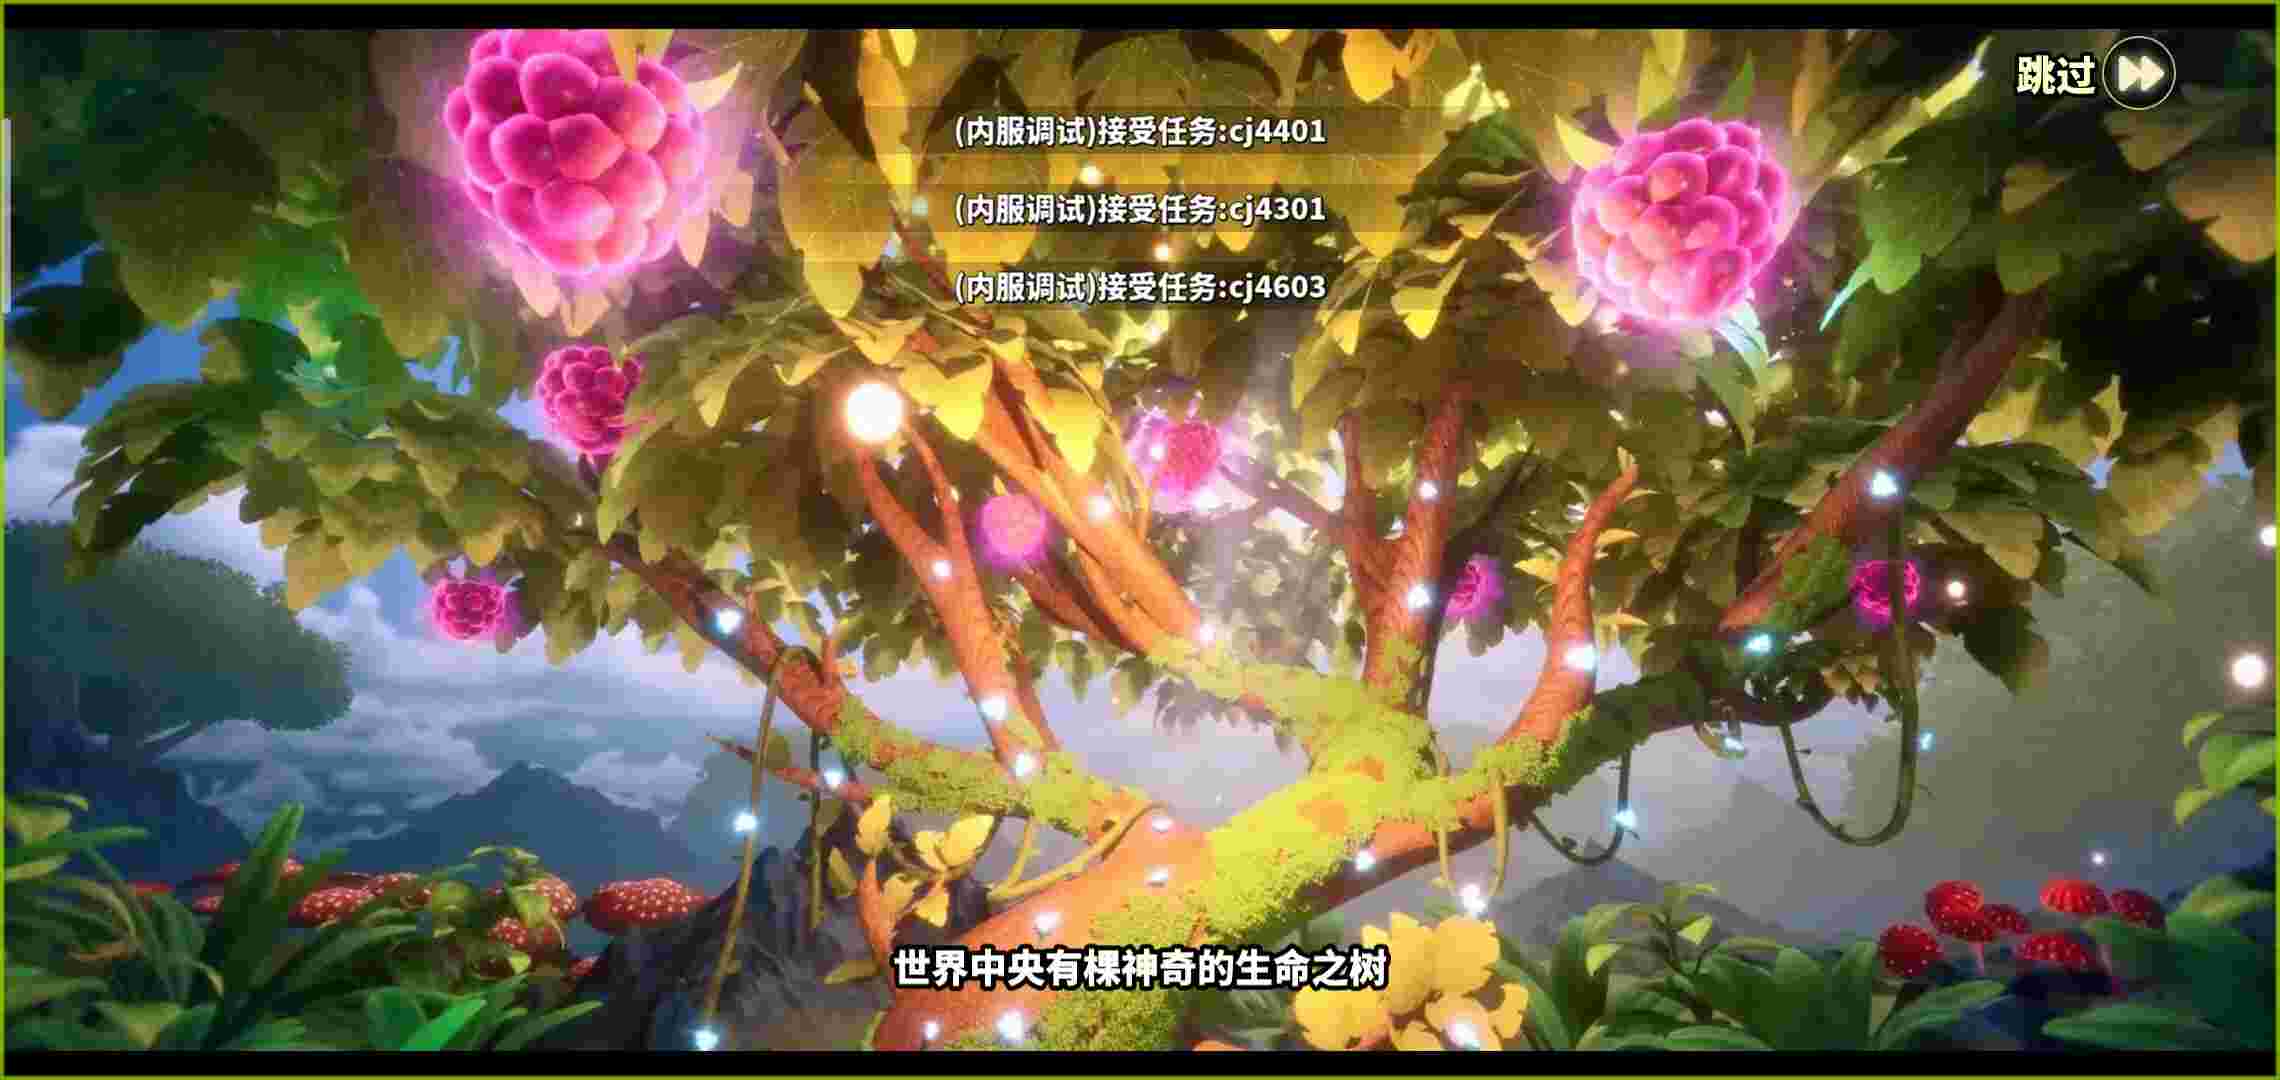 跳过
(内服调试)接受任务:cj4401
(内服调试)接受任务:cj4301
(内服调试)接受任务:cj4603
世界中央有棵神奇的生命之树